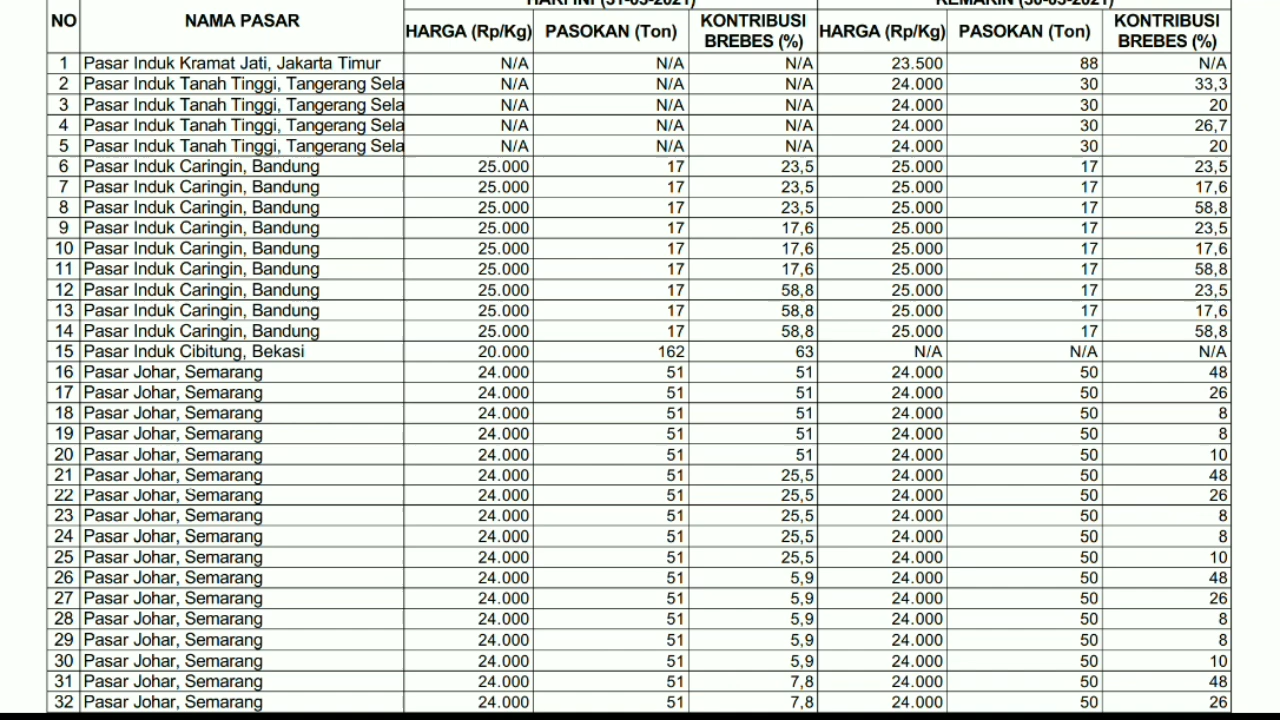 HARI INI (31-05-2021) KEMARIN (30-05-2021)
NO NAMA PASAR HARGA (Rp/Kg) PASOKAN (Ton) KONTRIBUSI BREBES (%) HARGA (Rp/Kg) PASOKAN (Ton) KONTRIBUSI BREBES (%)
1 Pasar Induk Kramat Jati, Jakarta Timur N/A N/A N/A 23.500 88 N/A
2 Pasar Induk Tanah Tinggi, Tangerang Sela N/A N/A N/A 24.000 30 33,3
3 Pasar Induk Tanah Tinggi, Tangerang Sela N/A N/A N/A 24.000 30 20
4 Pasar Induk Tanah Tinggi, Tangerang Sela N/A N/A N/A 24.000 30 26,7
5 Pasar Induk Tanah Tinggi, Tangerang Sela N/A N/A N/A 24.000 30 20
6 Pasar Induk Caringin, Bandung 25.000 17 23,5 25.000 17 23,5
7 Pasar Induk Caringin, Bandung 25.000 17 23,5 25.000 17 17,6
8 Pasar Induk Caringin, Bandung 25.000 17 23,5 25.000 17 58,8
9 Pasar Induk Caringin, Bandung 25.000 17 17,6 25.000 17 23,5
10 Pasar Induk Caringin, Bandung 25.000 17 17,6 25.000 17 17,6
11 Pasar Induk Caringin, Bandung 25.000 17 17,6 25.000 17 58,8
12 Pasar Induk Caringin, Bandung 25.000 17 58,8 25.000 17 23,5
13 Pasar Induk Caringin, Bandung 25.000 17 58,8 25.000 17 17,6
14 Pasar Induk Caringin, Bandung 25.000 17 58,8 25.000 17 58,8
15 Pasar Induk Cibitung, Bekasi 20.000 162 63 N/A N/A N/A
16 Pasar Johar, Semarang 24.000 51 51 24.000 50 48
17 Pasar Johar, Semarang 24.000 51 51 24.000 50 26
18 Pasar Johar, Semarang 24.000 51 51 24.000 50 8
19 Pasar Johar, Semarang 24.000 51 51 24.000 50 8
20 Pasar Johar, Semarang 24.000 51 51 24.000 50 10
21 Pasar Johar, Semarang 24.000 51 25,5 24.000 50 48
22 Pasar Johar, Semarang 24.000 51 25,5 24.000 50 26
23 Pasar Johar, Semarang 24.000 51 25,5 24.000 50 8
24 Pasar Johar, Semarang 24.000 51 25,5 24.000 50 8
25 Pasar Johar, Semarang 24.000 51 25,5 24.000 50 10
26 Pasar Johar, Semarang 24.000 51 5,9 24.000 50 48
27 Pasar Johar, Semarang 24.000 51 5,9 24.000 50 26
28 Pasar Johar, Semarang 24.000 51 5,9 24.000 50 8
29 Pasar Johar, Semarang 24.000 51 5,9 24.000 50 8
30 Pasar Johar, Semarang 24.000 51 5,9 24.000 50 10
31 Pasar Johar, Semarang 24.000 51 7,8 24.000 50 48
32 Pasar Johar, Semarang 24.000 51 7,8 24.000 50 26